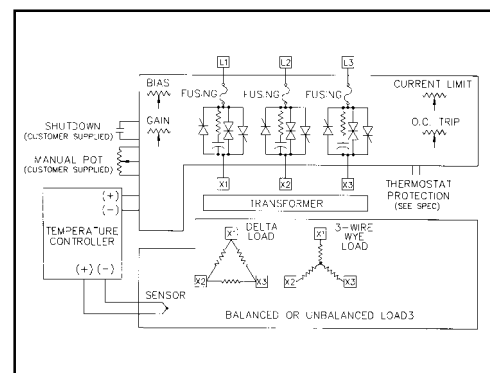 L1 L2 L3
BIAS
FUSING FUSING FUSING
CURRENT LIMIT
GAIN
O.C. TRIP
SHUTDOWN
(CUSTOMER SUPPLIED)
MANUAL POT
(CUSTOMER SUPPLIED)
X1 X2 X3
THERMOSTAT
PROTECTION
(SEE SPEC)
TRANSFORMER
(+)
(-)
TEMPERATURE
CONTROLLER
(+) (-)
SENSOR
X1 DELTA
LOAD
X2 X3
X1 3-WIRE
WYE
LOAD
X2 X3
BALANCED OR UNBALANCED LOAD3